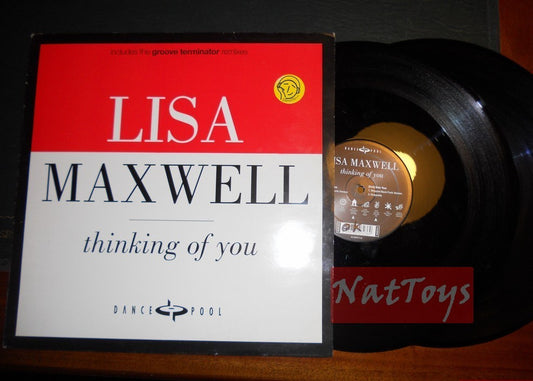 includes the groove terminator remixes
LISA
MAXWELL
thinking of you
DANCE POOL
DANCE POOL
LISA MAXWELL
thinking of you
NatToys